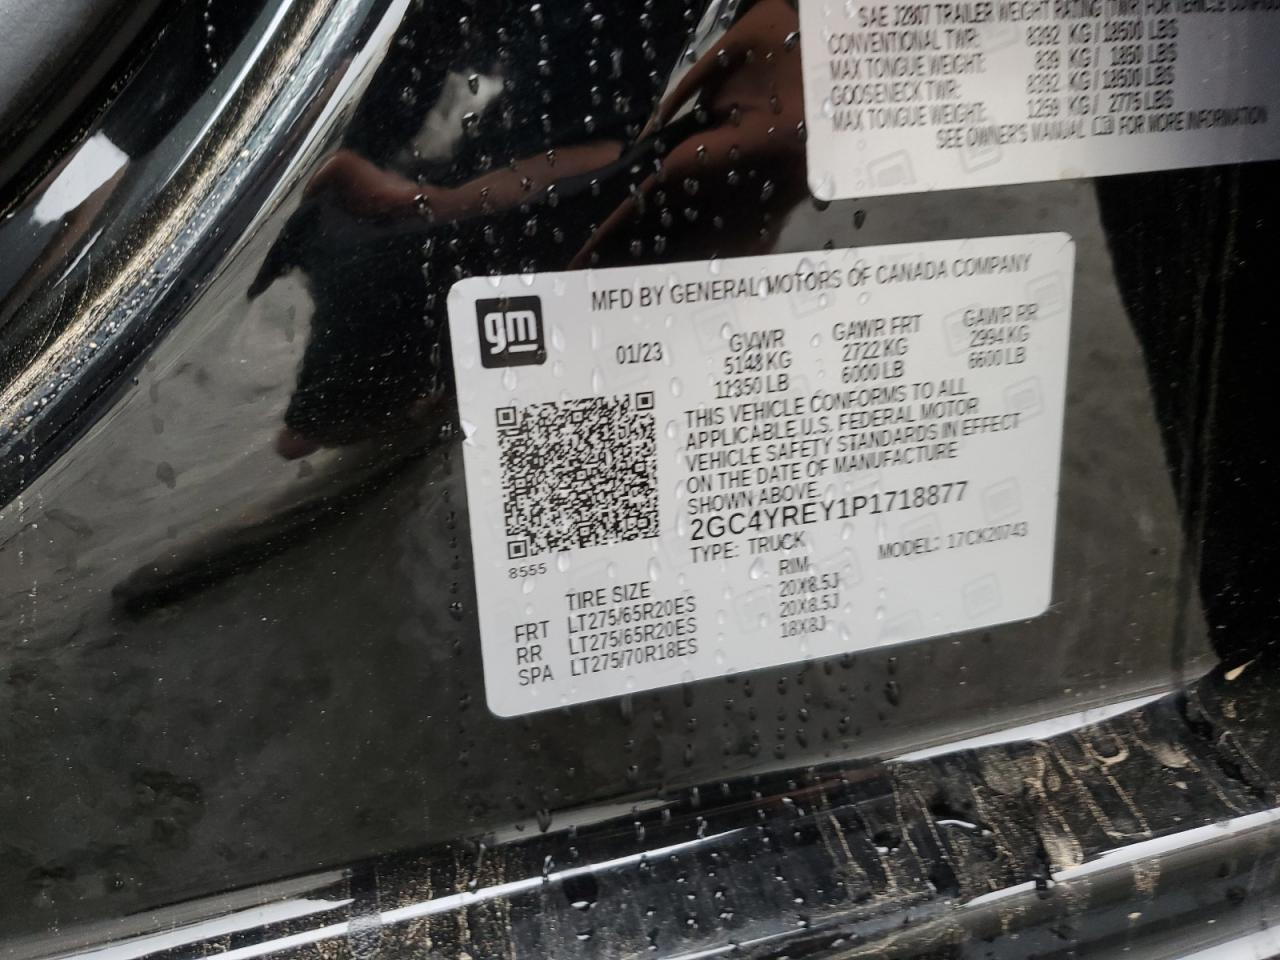 SAE J2807 TRAILER WEIGHT RATING (TWR) FOR VEHICLE
CONVENTIONAL TWR: 8392 KG/18500 LBS
MAX TONGUE WEIGHT: 839 KG/ 1850 LBS
GOOSENECK TWR: 8392 KG/18500 LBS
MAX TONGUE WEIGHT: 1259 KG/ 2775 LBS
SEE OWNER'S MANUAL FOR MORE INFORMATION
gm
MFD BY GENERAL MOTORS OF CANADA COMPANY
01/23 GVWR GAWR FRT GAWR RR
5148 KG 2722 KG 2994 KG
11350 LB 6000 LB 6600 LB
THIS VEHICLE CONFORMS TO ALL
APPLICABLE U.S. FEDERAL MOTOR
VEHICLE SAFETY STANDARDS IN EFFECT
ON THE DATE OF MANUFACTURE
SHOWN ABOVE.
2GC4YREY1P1718877
TYPE: TRUCK MODEL: 17CK20743
8555
TIRE SIZE RIM
FRT LT275/65R20ES 20X8.5J
RR LT275/65R20ES 20X8.5J
SPA LT275/70R18ES 18X8J